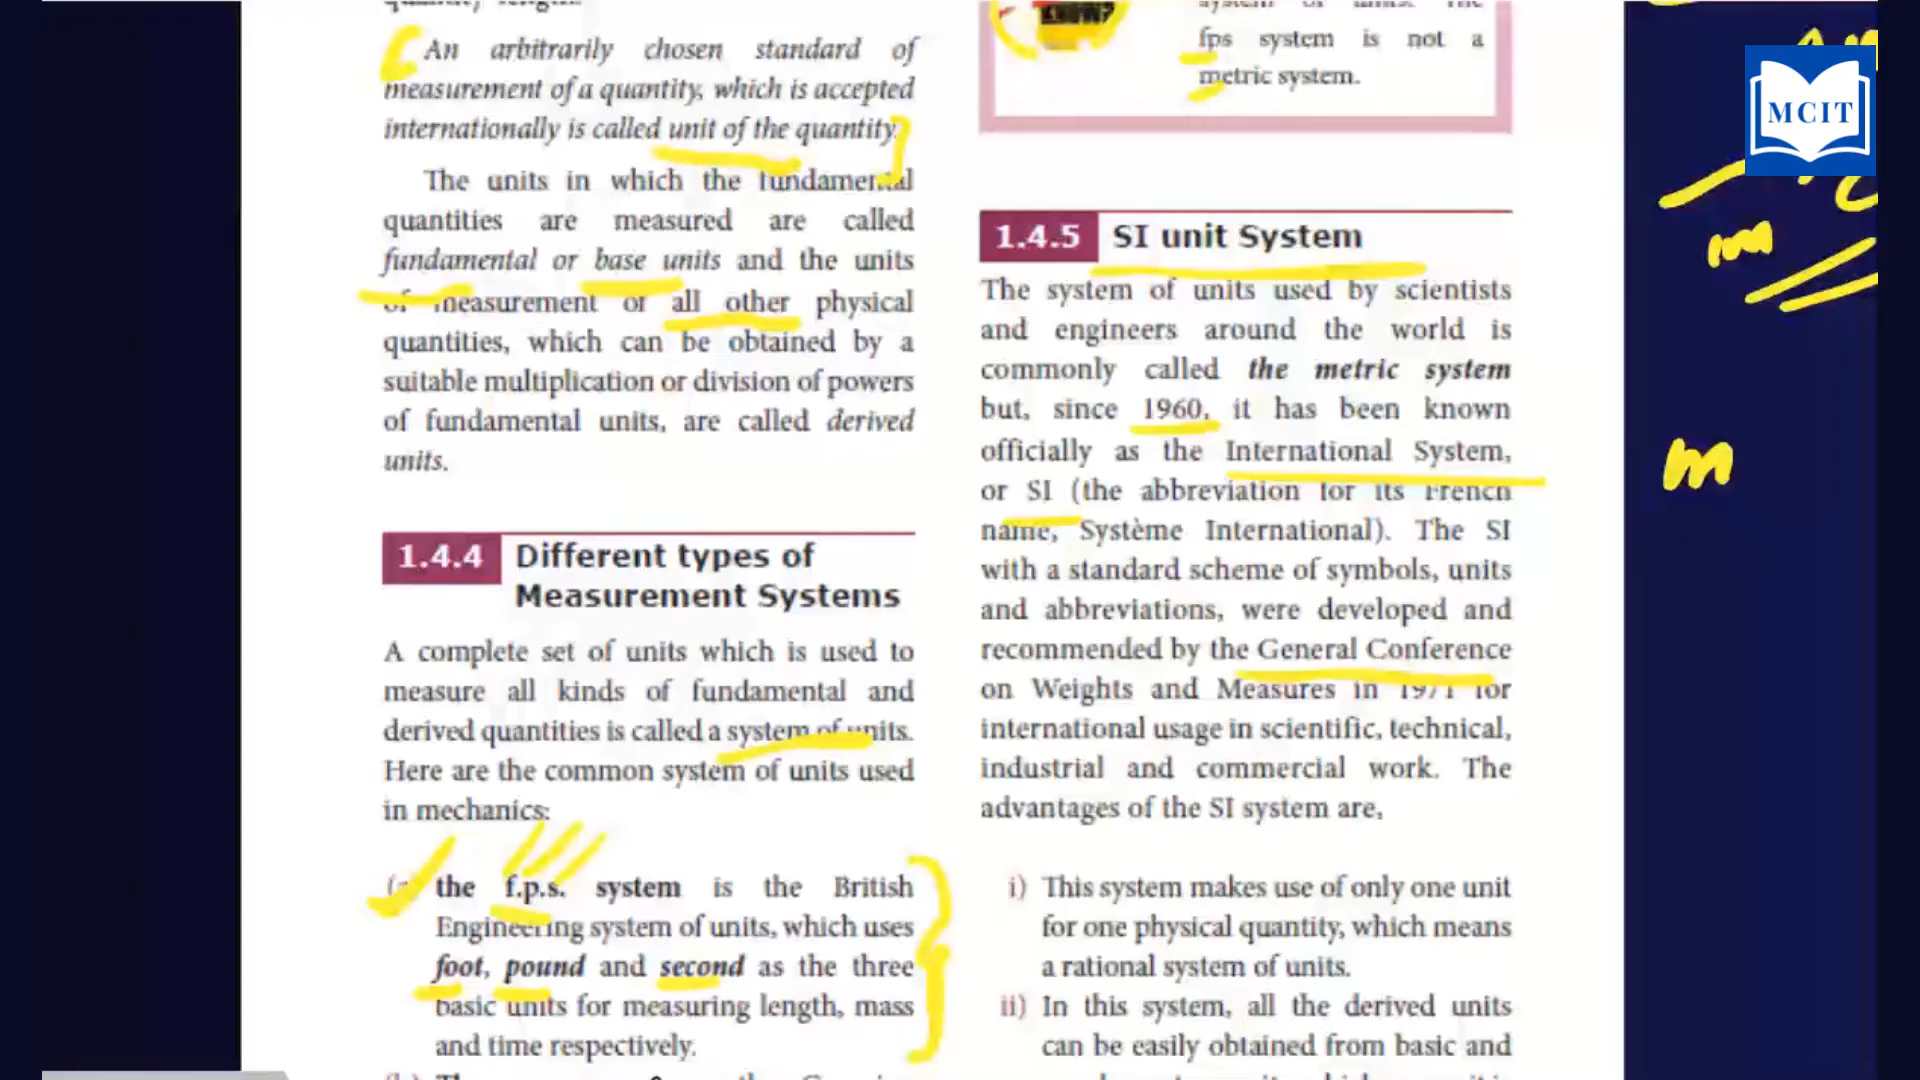 An arbitrarily chosen standard of
measurement of a quantity, which is accepted
internationally is called unit of the quantity.
The units in which the fundamental
quantities are measured are called
fundamental or base units and the units
of measurement of all other physical
quantities, which can be obtained by a
suitable multiplication or division of powers
of fundamental units, are called derived
units.
1.4.4 Different types of
Measurement Systems
A complete set of units which is used to
measure all kinds of fundamental and
derived quantities is called a system of units.
Here are the common system of units used
in mechanics:
the f.p.s. system is the British
Engineering system of units, which uses
foot, pound and second as the three
basic units for measuring length, mass
and time respectively.
system of units. The
fps system is not a
metric system.
1.4.5 SI unit System
The system of units used by scientists
and engineers around the world is
commonly called the metric system
but, since 1960, it has been known
officially as the International System,
or SI (the abbreviation for its French
name, Système International). The SI
with a standard scheme of symbols, units
and abbreviations, were developed and
recommended by the General Conference
on Weights and Measures in 1971 for
international usage in scientific, technical,
industrial and commercial work. The
advantages of the SI system are,
i) This system makes use of only one unit
for one physical quantity, which means
a rational system of units.
ii) In this system, all the derived units
can be easily obtained from basic and
MCIT
m
m